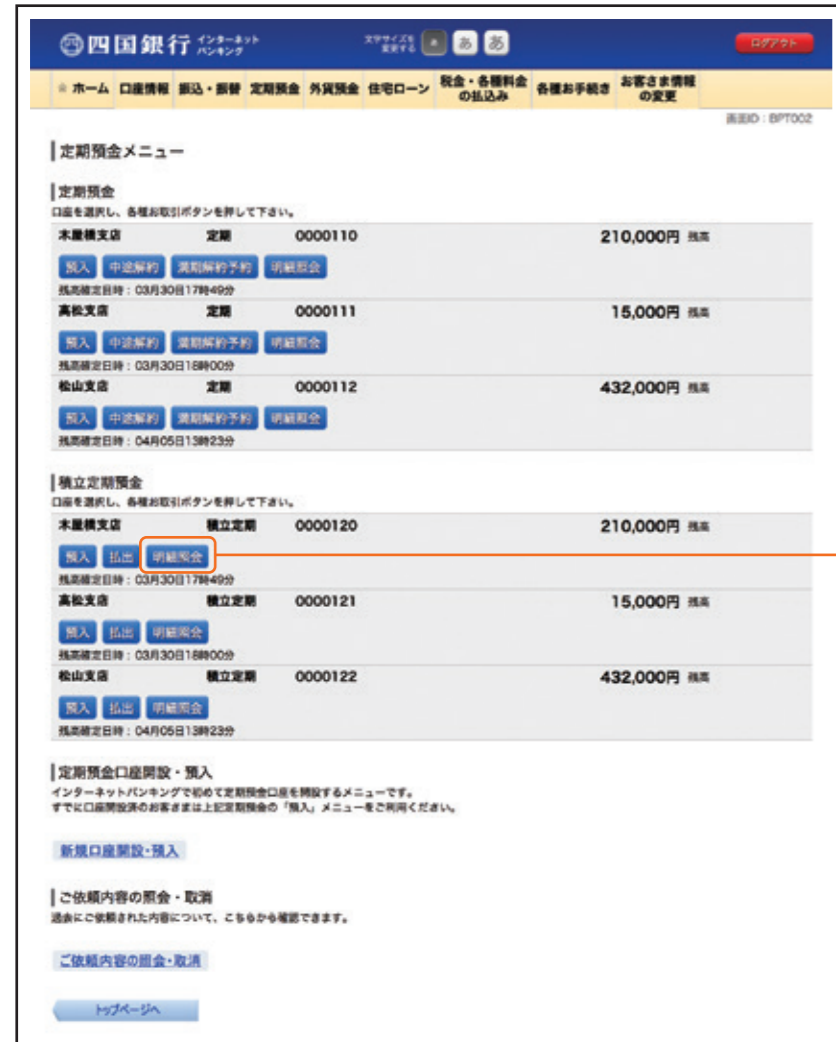 四国銀行 インターネットバンキング
文字サイズを変更する あ あ あ
ログアウト
ホーム 口座情報 振込・振替 定期預金 外貨預金 住宅ローン 税金・各種料金の払込み 各種お手続き お客さま情報の変更
画面ID：BPT002
定期預金メニュー
定期預金
口座を選択し、各種お取引ボタンを押して下さい。
木屋橋支店 定期 0000110 210,000円 残高
預入 中途解約 満期解約予約 明細照会
残高確定日時：03月30日17時49分
高松支店 定期 0000111 15,000円 残高
預入 中途解約 満期解約予約 明細照会
残高確定日時：03月30日18時00分
松山支店 定期 0000112 432,000円 残高
預入 中途解約 満期解約予約 明細照会
残高確定日時：04月05日13時23分
積立定期預金
口座を選択し、各種お取引ボタンを押して下さい。
木屋橋支店 積立定期 0000120 210,000円 残高
預入 払出 明細照会
残高確定日時：03月30日17時49分
高松支店 積立定期 0000121 15,000円 残高
預入 払出 明細照会
残高確定日時：03月30日18時00分
松山支店 積立定期 0000122 432,000円 残高
預入 払出 明細照会
残高確定日時：04月05日13時23分
定期預金口座開設・預入
インターネットバンキングで初めて定期預金口座を開設するメニューです。
すでに口座開設済のお客さまは上記定期預金の「預入」メニューをご利用ください。
新規口座開設・預入
ご依頼内容の照会・取消
過去にご依頼された内容について、こちらから確認できます。
ご依頼内容の照会・取消
トップページへ